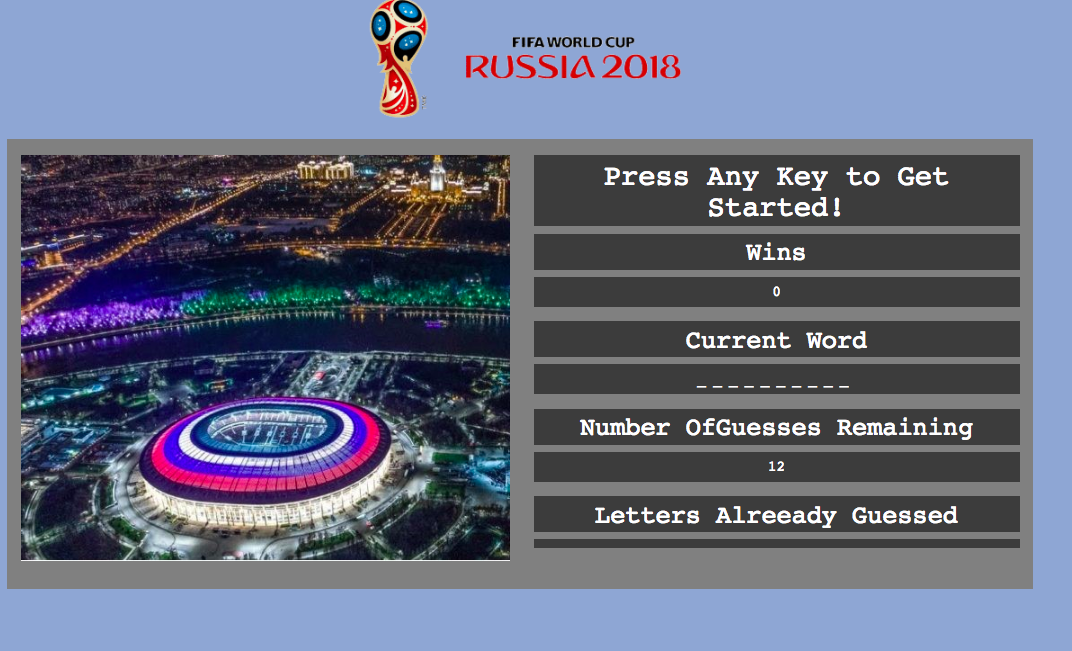 FIFA WORLD CUP
RUSSIA 2018
Press Any Key to Get
Started!
Wins
0
Current Word
_ _ _ _ _ _ _ _ _ _
Number OfGuesses Remaining
12
Letters Alreeady Guessed